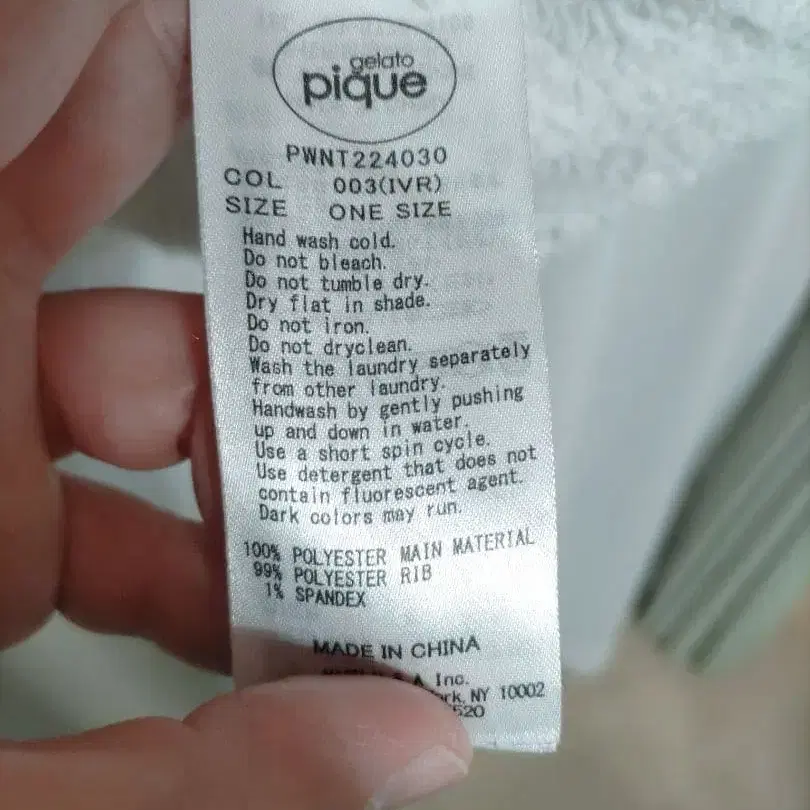 gelato
pique
PWNT224030
COL 003(IVR)
SIZE ONE SIZE
Hand wash cold.
Do not bleach.
Do not tumble dry.
Dry flat in shade.
Do not iron.
Do not dryclean.
Wash the laundry separately
from other laundry.
Handwash by gently pushing
up and down in water.
Use a short spin cycle.
Use detergent that does not
contain fluorescent agent.
Dark colors may run.
100% POLYESTER MAIN MATERIAL
99% POLYESTER RIB
1% SPANDEX
MADE IN CHINA
A Inc.
NY 10002
520